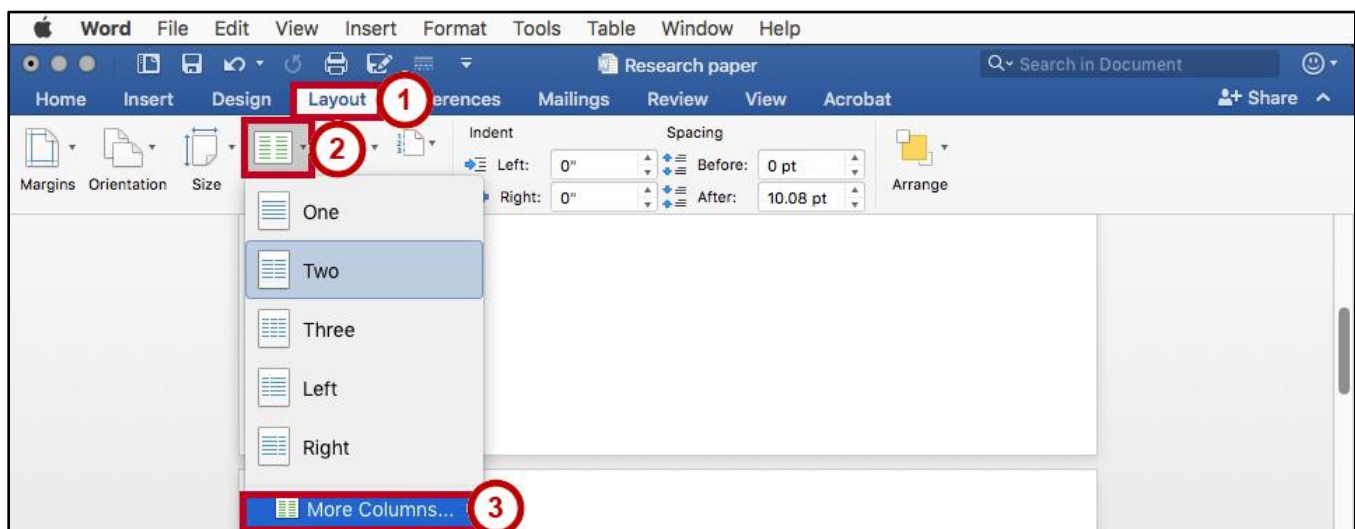 Word File Edit View Insert Format Tools Table Window Help
Research paper Search in Document
Home Insert Design Layout 1 erences Mailings Review View Acrobat Share
2 Indent Spacing
Left: 0" Before: 0 pt
Margins Orientation Size Right: 0" After: 10.08 pt Arrange
One
Two
Three
Left
Right
More Columns... 3